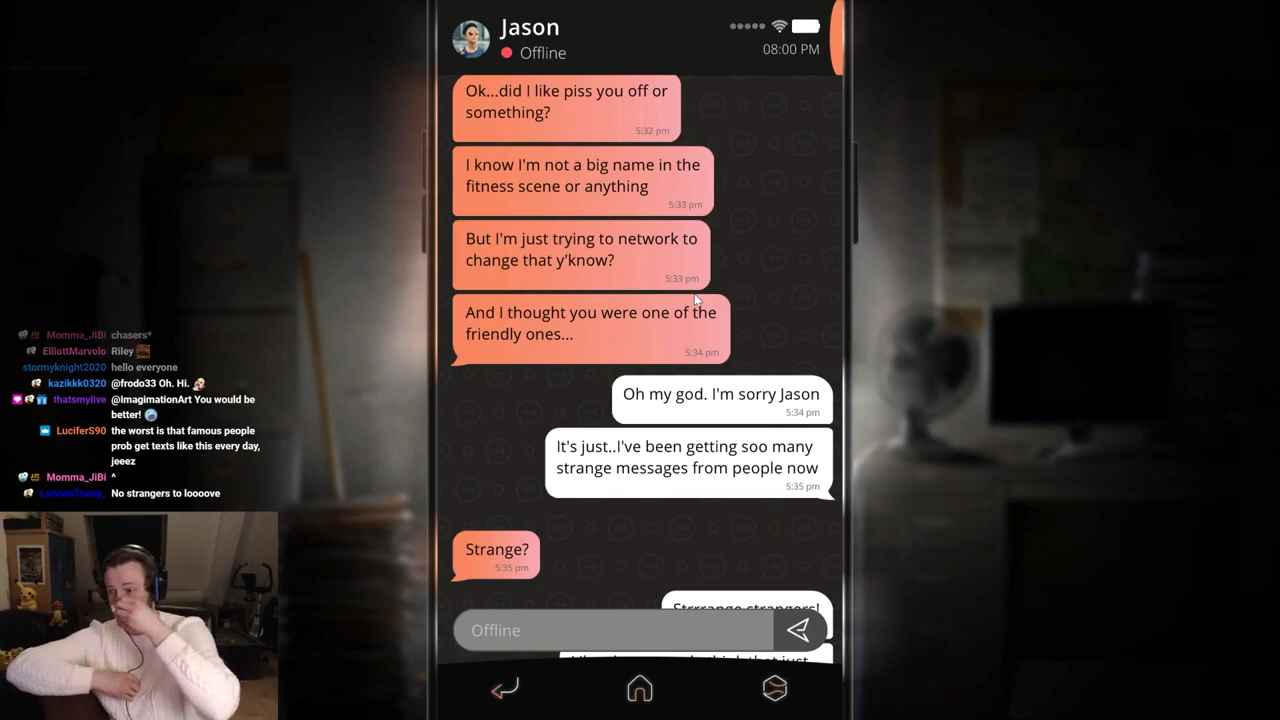 Jason
Offline
08:00 PM
Ok...did I like piss you off or
something?
5:32 pm
I know I'm not a big name in the
fitness scene or anything
5:33 pm
But I'm just trying to network to
change that y'know?
5:33 pm
And I thought you were one of the
friendly ones...
5:34 pm
Oh my god. I'm sorry Jason
5:34 pm
It's just..I've been getting soo many
strange messages from people now
5:35 pm
Strange?
5:35 pm
Strrrange strangers!
Offline
Momma_JiBi chasers*
ElliottMarvolo Riley
stormyknight2020 hello everyone
kazikkk0320 @frodo33 Oh. Hi.
thatsmylive @ImagimationArt You would be
better!
LuciferS90 the worst is that famous people
prob get texts like this every day,
jeeez
Momma_JiBi ^
No strangers to loooove